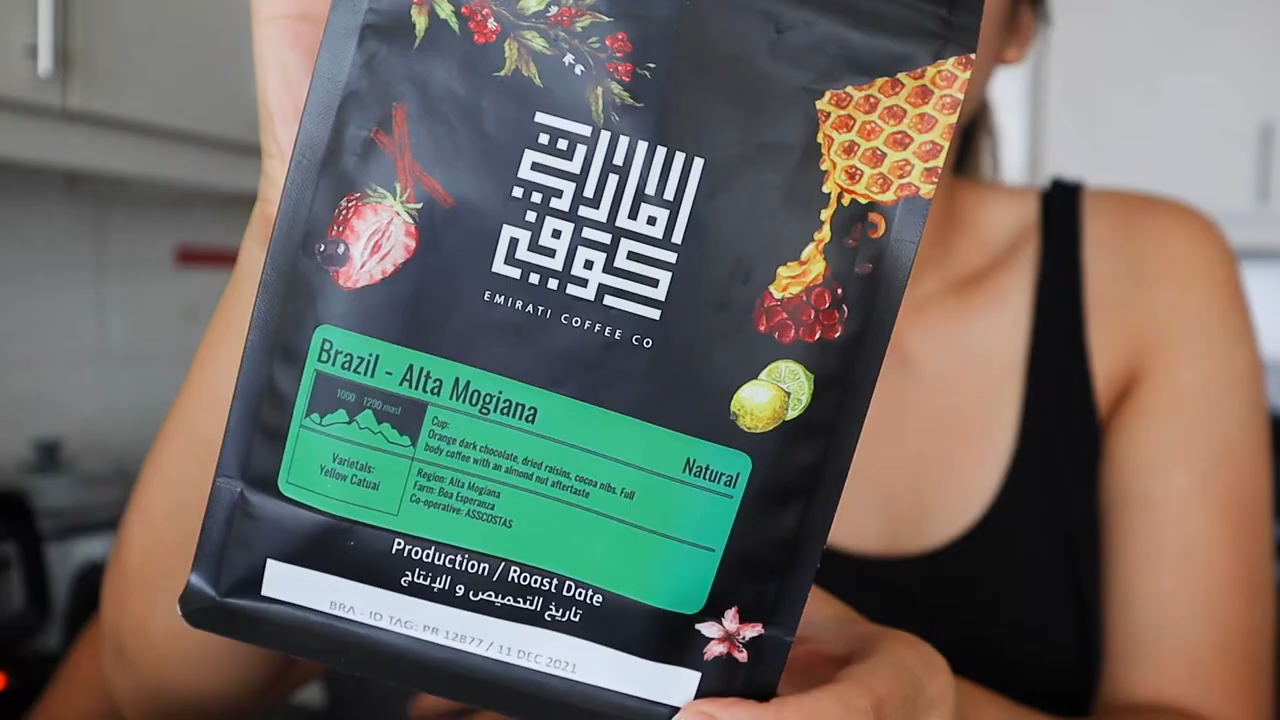 اماراتي
كوفي
EMIRATI COFFEE CO
Brazil - Alta Mogiana
1000 1200 masl
Varietals:
Yellow Catuai
Cup:
Orange dark chocolate, dried raisins, cocoa nibs. Full
body coffee with an almond nut aftertaste
Natural
Region: Alta Mogiana
Farm: Boa Esperanza
Co-operative: ASSCOSTAS
Production / Roast Date
تاريخ التحميص و الإنتاج
BRA - ID TAG: PR 12877 / 11 DEC 2021